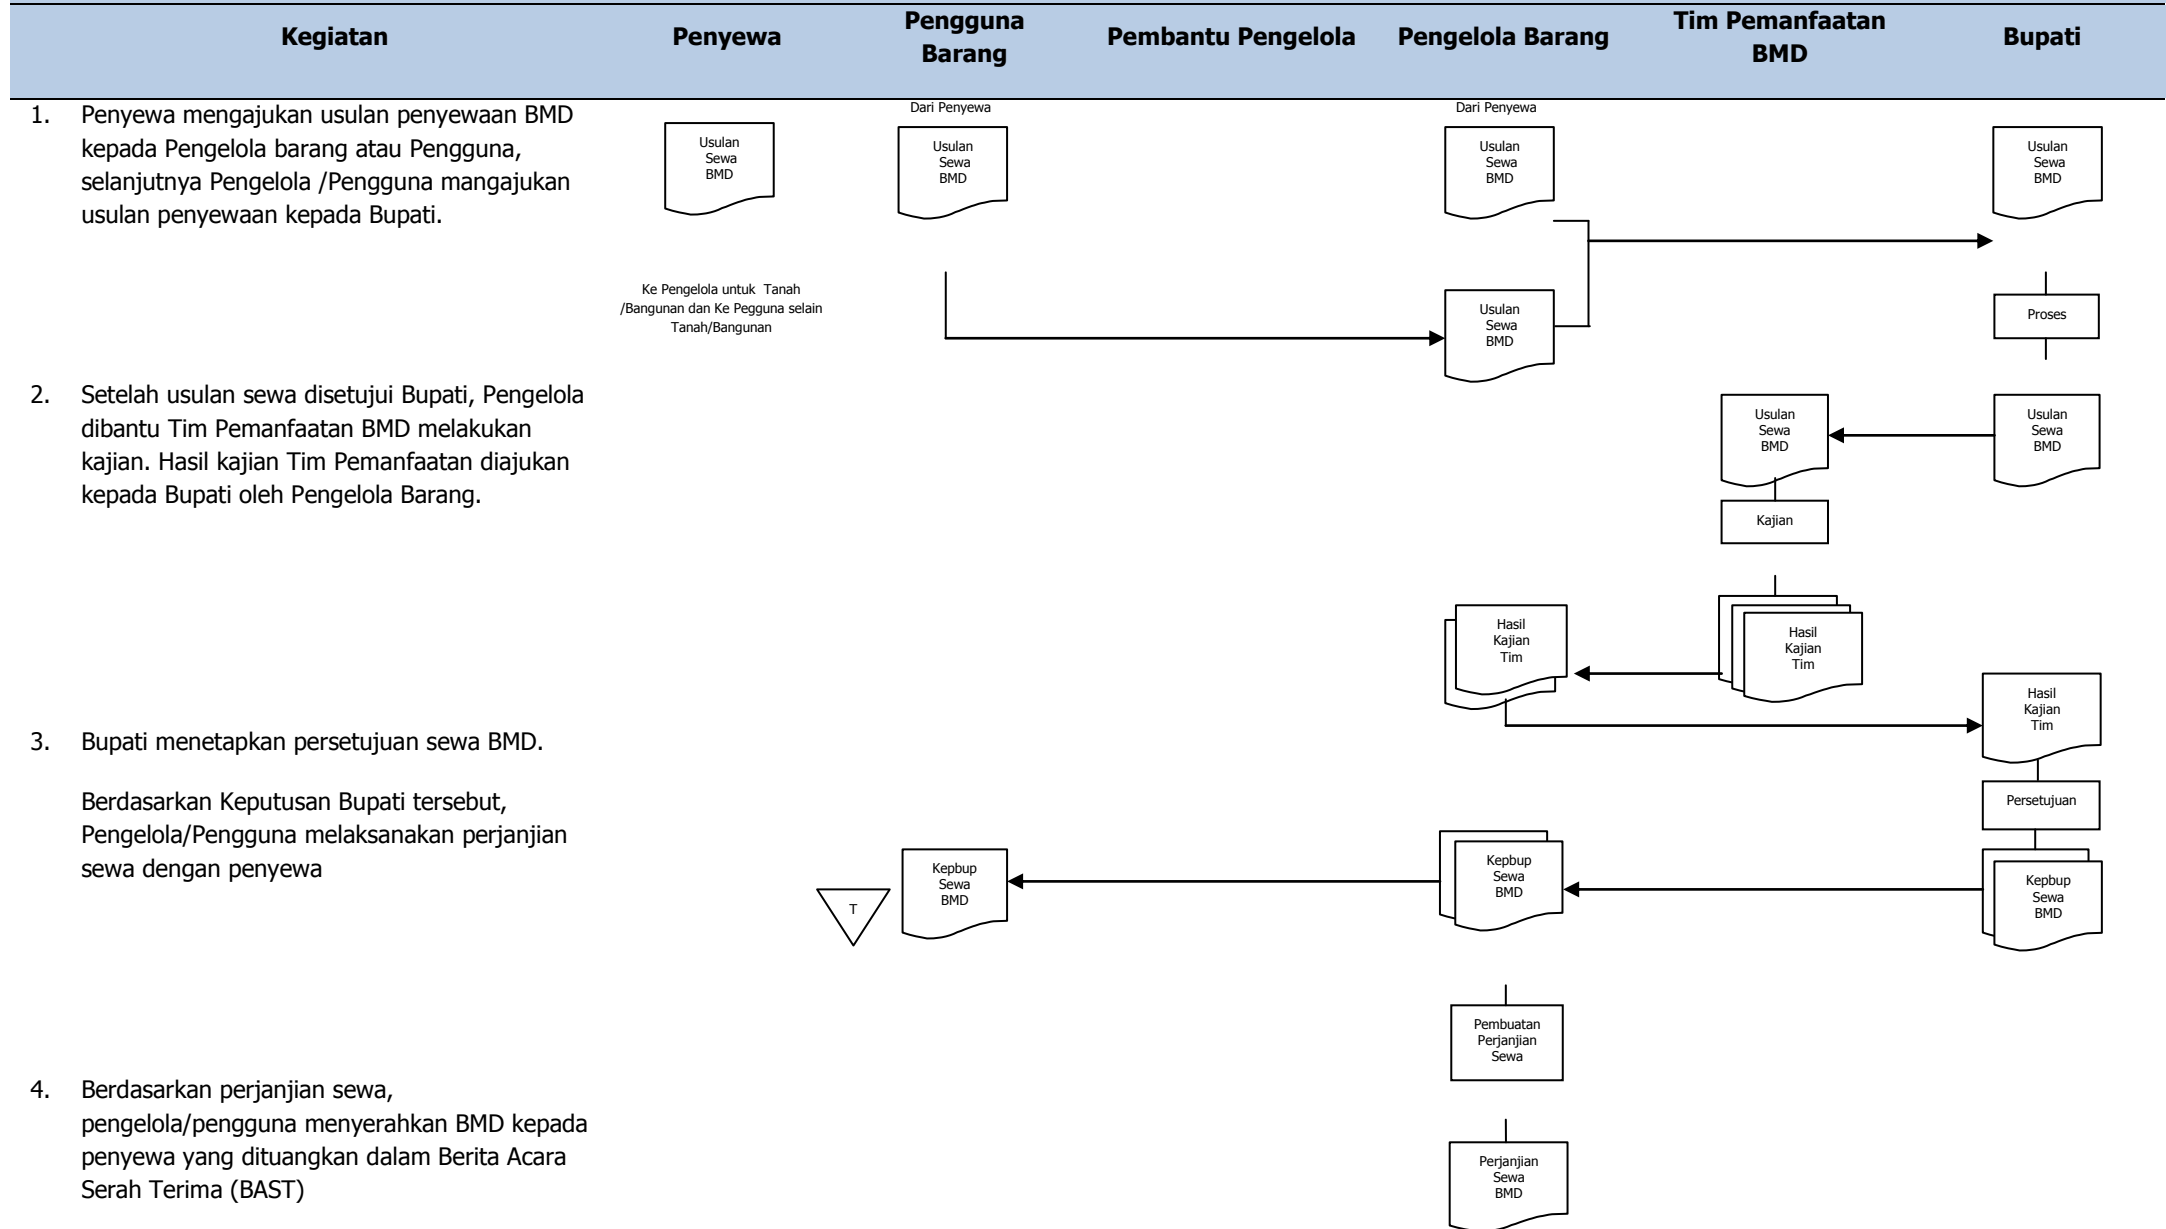 Kegiatan
Penyewa
Pengguna
Barang
Pembantu Pengelola
Pengelola Barang
Tim Pemanfaatan
BMD
Bupati
1. Penyewa mengajukan usulan penyewaan BMD
kepada Pengelola barang atau Pengguna,
selanjutnya Pengelola /Pengguna mangajukan
usulan penyewaan kepada Bupati.
Usulan
Sewa
BMD
Ke Pengelola untuk Tanah
/Bangunan dan Ke Pegguna selain
Tanah/Bangunan
Dari Penyewa
Usulan
Sewa
BMD
Dari Penyewa
Usulan
Sewa
BMD
Usulan
Sewa
BMD
Usulan
Sewa
BMD
Proses
2. Setelah usulan sewa disetujui Bupati, Pengelola
dibantu Tim Pemanfaatan BMD melakukan
kajian. Hasil kajian Tim Pemanfaatan diajukan
kepada Bupati oleh Pengelola Barang.
Usulan
Sewa
BMD
Usulan
Sewa
BMD
Kajian
Hasil
Kajian
Tim
Hasil
Kajian
Tim
Hasil
Kajian
Tim
3. Bupati menetapkan persetujuan sewa BMD.
Berdasarkan Keputusan Bupati tersebut,
Pengelola/Pengguna melaksanakan perjanjian
sewa dengan penyewa
Persetujuan
T
Kepbup
Sewa
BMD
Kepbup
Sewa
BMD
Kepbup
Sewa
BMD
Pembuatan
Perjanjian
Sewa
4. Berdasarkan perjanjian sewa,
pengelola/pengguna menyerahkan BMD kepada
penyewa yang dituangkan dalam Berita Acara
Serah Terima (BAST)
Perjanjian
Sewa
BMD